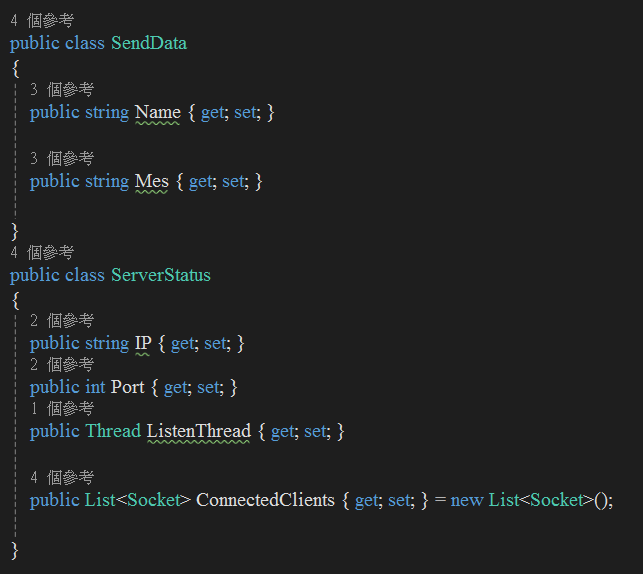 4 個參考
public class SendData
{
3 個參考
public string Name { get; set; }
3 個參考
public string Mes { get; set; }
}
4 個參考
public class ServerStatus
{
2 個參考
public string IP { get; set; }
2 個參考
public int Port { get; set; }
1 個參考
public Thread ListenThread { get; set; }
4 個參考
public List<Socket> ConnectedClients { get; set; } = new List<Socket>();
}